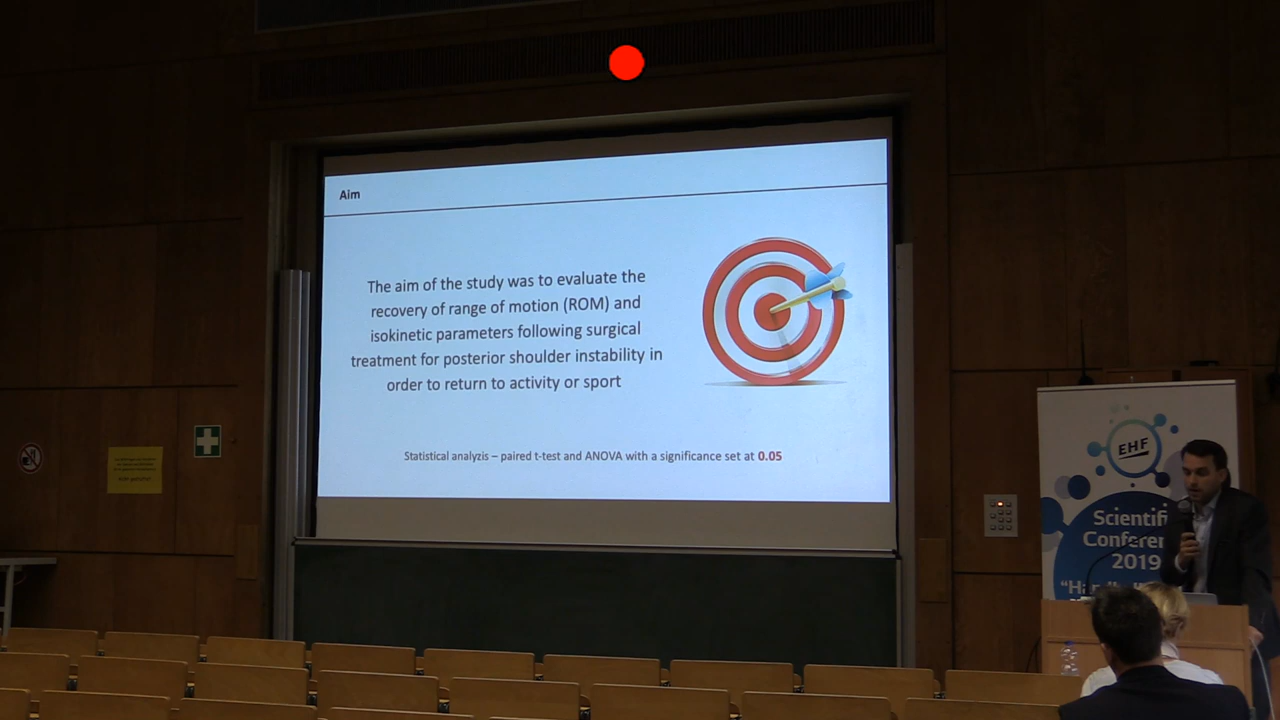 Aim
The aim of the study was to evaluate the
recovery of range of motion (ROM) and
isokinetic parameters following surgical
treatment for posterior shoulder instability in
order to return to activity or sport
Statistical analyzis – paired t-test and ANOVA with a significance set at 0.05
EHF
Scientifi
Conferen
2019